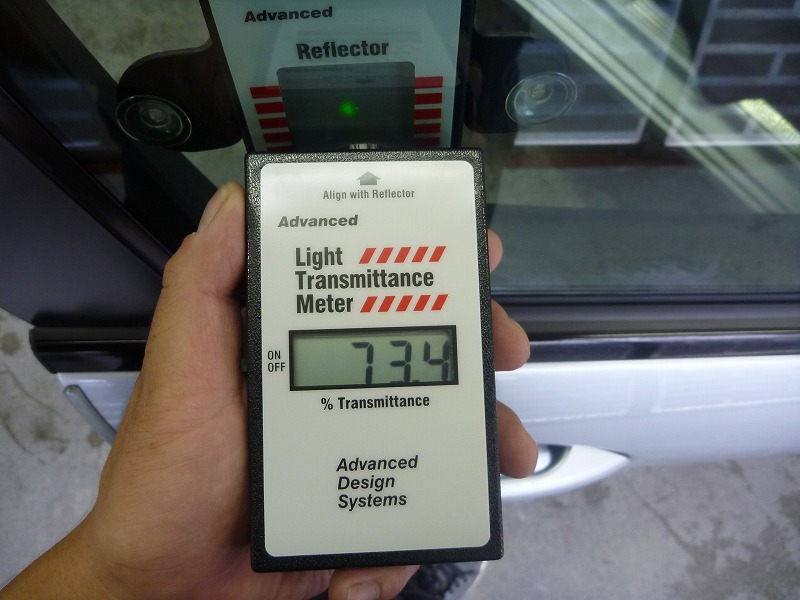 Advanced
Reflector
Align with Reflector
Advanced
Light
Transmittance
Meter
ON
OFF
73.4
% Transmittance
Advanced
Design
Systems